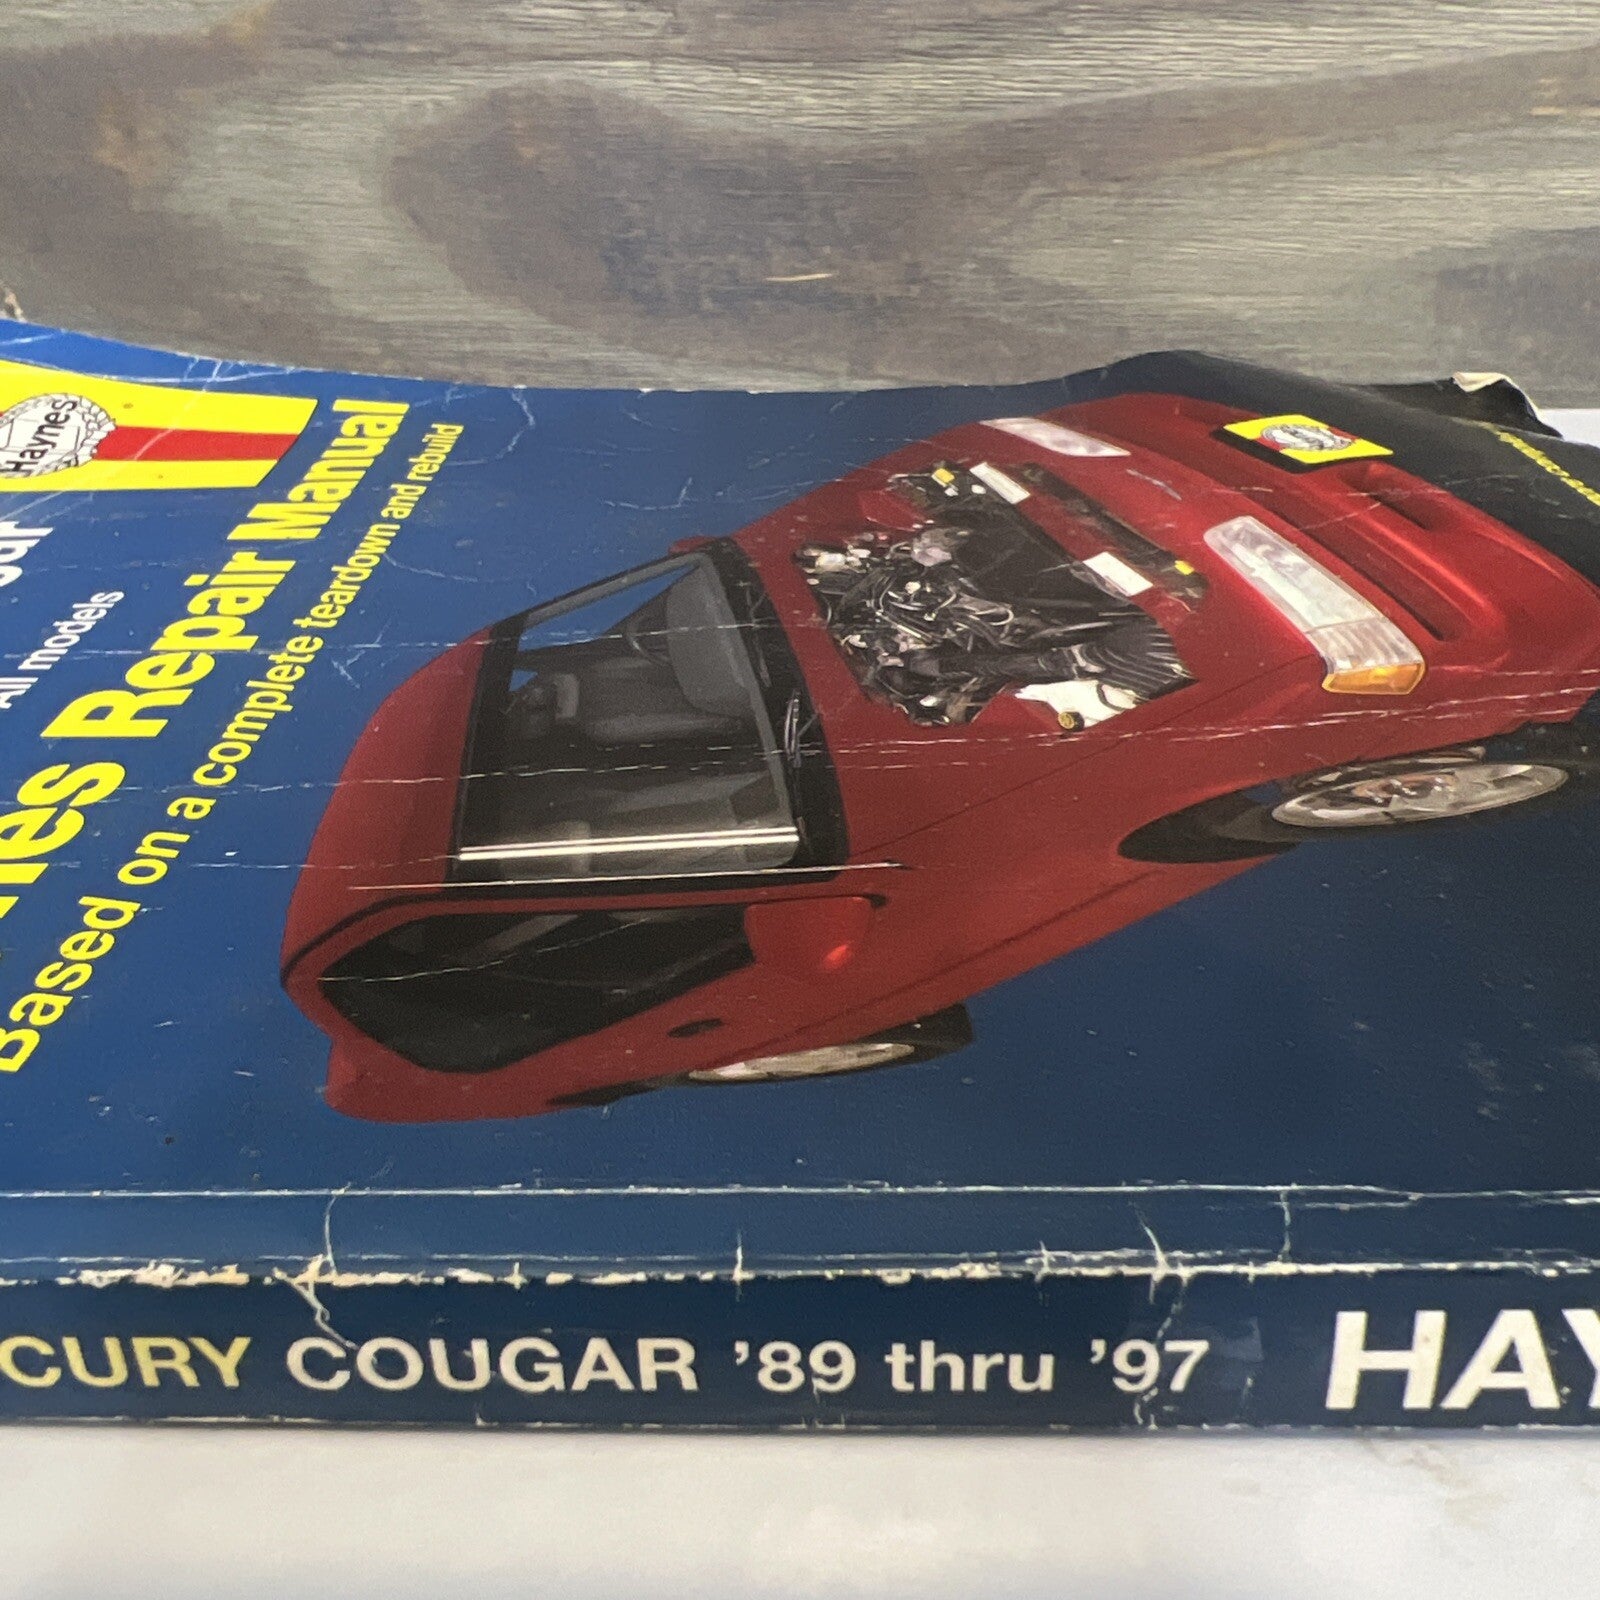 Haynes
All models
Repair Manual
Based on a complete teardown and rebuild
CURY COUGAR '89 thru '97 HAY